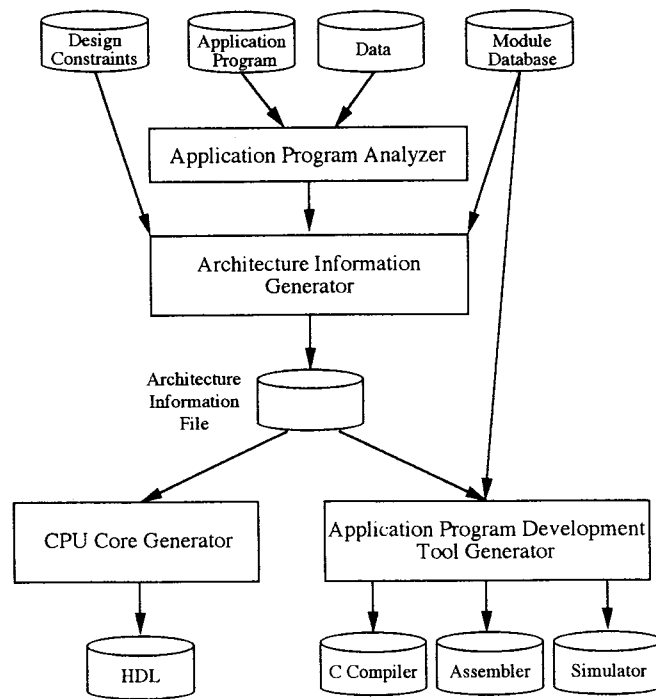 Design
Constraints
Application
Program
Data
Module
Database
Application Program Analyzer
Architecture Information
Generator
Architecture
Information
File
CPU Core Generator
Application Program Development
Tool Generator
HDL
C Compiler
Assembler
Simulator